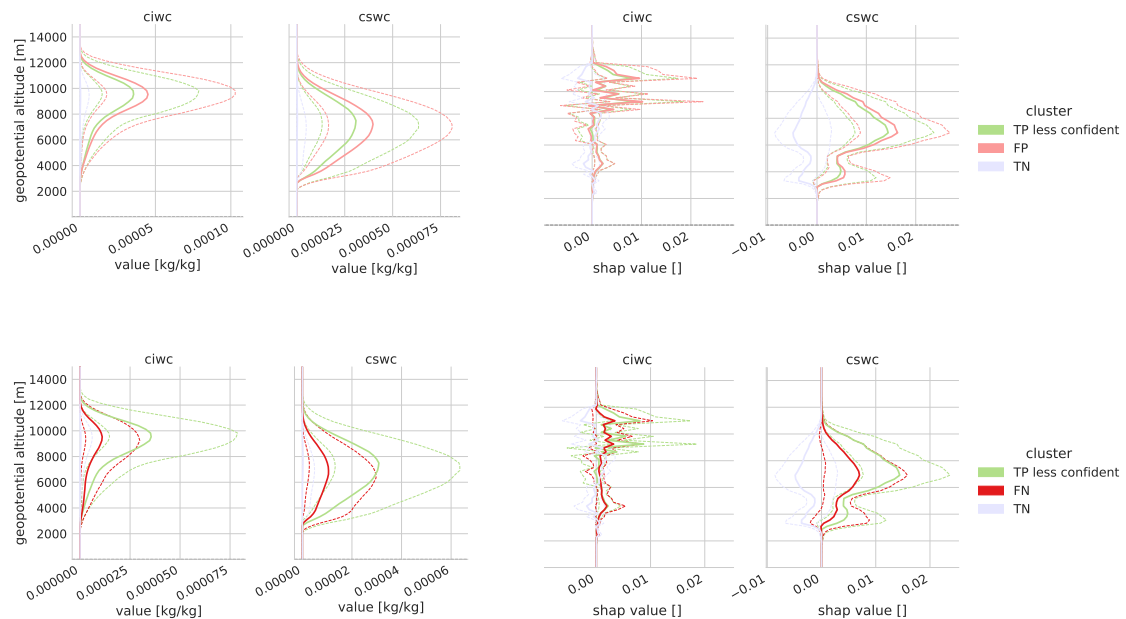 ciwc
cswc
ciwc
cswc
geopotential altitude [m]
14000
12000
10000
8000
6000
4000
2000
0.00000
0.00005
0.00010
value [kg/kg]
0.000000
0.000025
0.000050
0.000075
value [kg/kg]
0.00
0.01
0.02
shap value []
−0.01
0.00
0.01
0.02
shap value []
cluster
TP less confident
FP
TN
ciwc
cswc
ciwc
cswc
geopotential altitude [m]
14000
12000
10000
8000
6000
4000
2000
0.000000
0.000025
0.000050
0.000075
value [kg/kg]
0.00000
0.00002
0.00004
0.00006
value [kg/kg]
0.00
0.01
0.02
shap value []
−0.01
0.00
0.01
0.02
shap value []
cluster
TP less confident
FN
TN